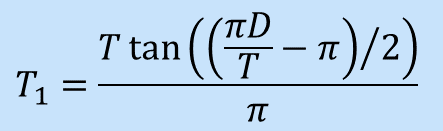 T₁ = T tan((πD/T − π)/2) / π